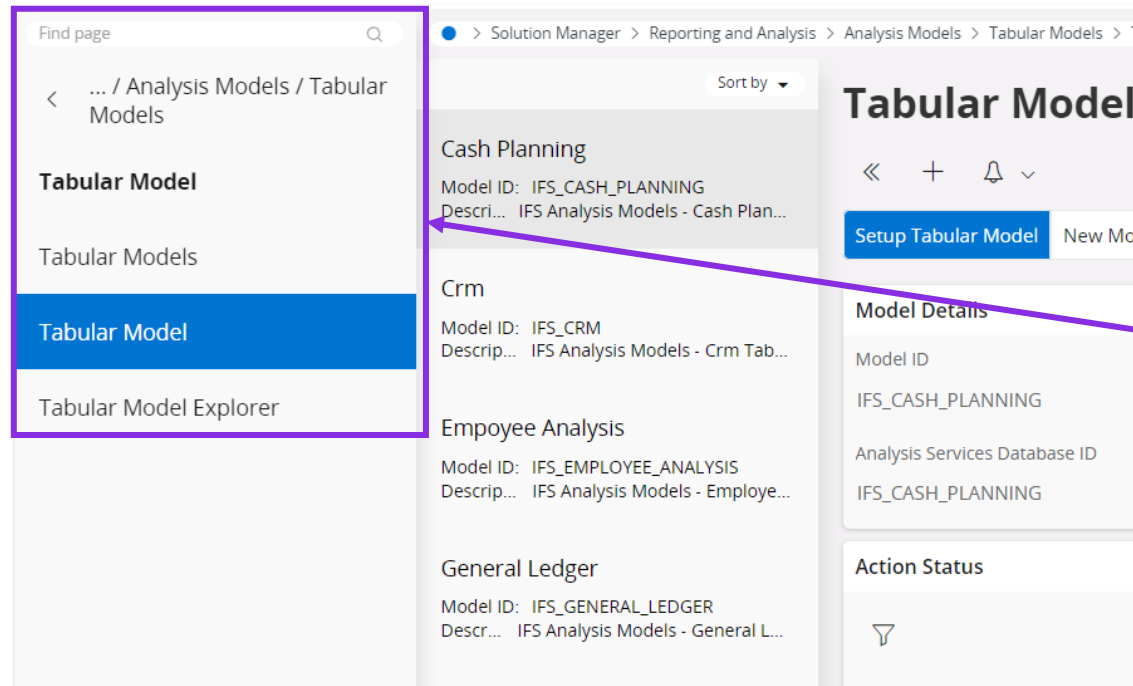 Find page
... / Analysis Models / Tabular
Models
Tabular Model
Tabular Models
Tabular Model
Tabular Model Explorer
> Solution Manager > Reporting and Analysis > Analysis Models > Tabular Models >
Sort by
Cash Planning
Model ID: IFS_CASH_PLANNING
Descri... IFS Analysis Models - Cash Plan...
Crm
Model ID: IFS_CRM
Descrip... IFS Analysis Models - Crm Tab...
Empoyee Analysis
Model ID: IFS_EMPLOYEE_ANALYSIS
Descrip... IFS Analysis Models - Employe...
General Ledger
Model ID: IFS_GENERAL_LEDGER
Descr... IFS Analysis Models - General L...
Tabular Model
Setup Tabular Model New Mo
Model Details
Model ID
IFS_CASH_PLANNING
Analysis Services Database ID
IFS_CASH_PLANNING
Action Status